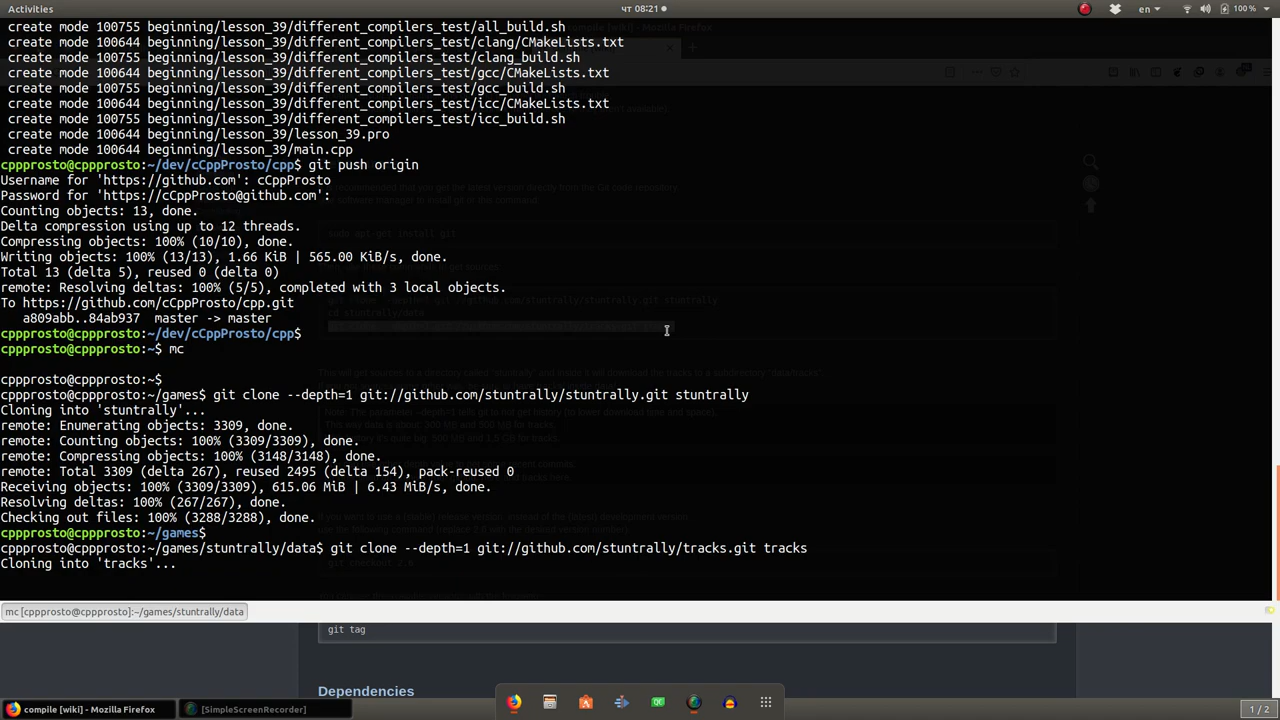 Activities
чт 08:21
en
100 %
create mode 100755 beginning/lesson_39/different_compilers_test/all_build.sh
create mode 100644 beginning/lesson_39/different_compilers_test/clang/CMakeLists.txt
create mode 100755 beginning/lesson_39/different_compilers_test/clang_build.sh
create mode 100644 beginning/lesson_39/different_compilers_test/gcc/CMakeLists.txt
create mode 100755 beginning/lesson_39/different_compilers_test/gcc_build.sh
create mode 100644 beginning/lesson_39/different_compilers_test/icc/CMakeLists.txt
create mode 100755 beginning/lesson_39/different_compilers_test/icc_build.sh
create mode 100644 beginning/lesson_39/lesson_39.pro
create mode 100644 beginning/lesson_39/main.cpp
cppprosto@cppprosto:~/dev/cCppProsto/cpp$ git push origin
Username for 'https://github.com': cCppProsto
Password for 'https://cCppProsto@github.com':
Counting objects: 13, done.
Delta compression using up to 12 threads.
Compressing objects: 100% (10/10), done.
Writing objects: 100% (13/13), 1.66 KiB | 565.00 KiB/s, done.
Total 13 (delta 5), reused 0 (delta 0)
remote: Resolving deltas: 100% (5/5), completed with 3 local objects.
To https://github.com/cCppProsto/cpp.git
a809abb..84ab937  master -> master
cppprosto@cppprosto:~/dev/cCppProsto/cpp$
cppprosto@cppprosto:~$ mc
cppprosto@cppprosto:~$
cppprosto@cppprosto:~/games$ git clone --depth=1 git://github.com/stuntrally/stuntrally.git stuntrally
Cloning into 'stuntrally'...
remote: Enumerating objects: 3309, done.
remote: Counting objects: 100% (3309/3309), done.
remote: Compressing objects: 100% (3148/3148), done.
remote: Total 3309 (delta 267), reused 2495 (delta 154), pack-reused 0
Receiving objects: 100% (3309/3309), 615.06 MiB | 6.43 MiB/s, done.
Resolving deltas: 100% (267/267), done.
Checking out files: 100% (3288/3288), done.
cppprosto@cppprosto:~/games$
cppprosto@cppprosto:~/games/stuntrally/data$ git clone --depth=1 git://github.com/stuntrally/tracks.git tracks
Cloning into 'tracks'...
mc [cppprosto@cppprosto]:~/games/stuntrally/data
git tag
Dependencies
compile [wiki] - Mozilla Firefox
[SimpleScreenRecorder]
1 / 2